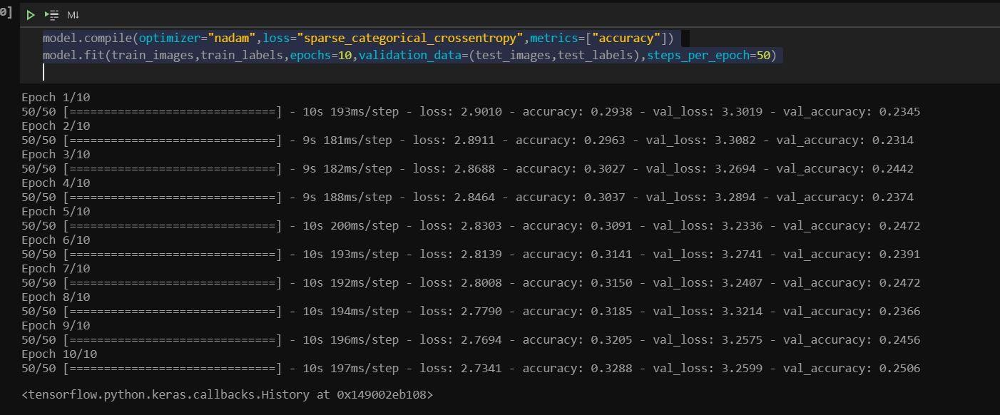 0]
M↓
model.compile(optimizer="nadam",loss="sparse_categorical_crossentropy",metrics=["accuracy"])
model.fit(train_images,train_labels,epochs=10,validation_data=(test_images,test_labels),steps_per_epoch=50)
Epoch 1/10
50/50 [==============================] - 10s 193ms/step - loss: 2.9010 - accuracy: 0.2938 - val_loss: 3.3019 - val_accuracy: 0.2345
Epoch 2/10
50/50 [==============================] - 9s 181ms/step - loss: 2.8911 - accuracy: 0.2963 - val_loss: 3.3082 - val_accuracy: 0.2314
Epoch 3/10
50/50 [==============================] - 9s 182ms/step - loss: 2.8688 - accuracy: 0.3027 - val_loss: 3.2694 - val_accuracy: 0.2442
Epoch 4/10
50/50 [==============================] - 9s 188ms/step - loss: 2.8464 - accuracy: 0.3037 - val_loss: 3.2894 - val_accuracy: 0.2374
Epoch 5/10
50/50 [==============================] - 10s 200ms/step - loss: 2.8303 - accuracy: 0.3091 - val_loss: 3.2336 - val_accuracy: 0.2472
Epoch 6/10
50/50 [==============================] - 10s 193ms/step - loss: 2.8139 - accuracy: 0.3141 - val_loss: 3.2741 - val_accuracy: 0.2391
Epoch 7/10
50/50 [==============================] - 10s 192ms/step - loss: 2.8008 - accuracy: 0.3150 - val_loss: 3.2407 - val_accuracy: 0.2472
Epoch 8/10
50/50 [==============================] - 10s 194ms/step - loss: 2.7790 - accuracy: 0.3185 - val_loss: 3.3214 - val_accuracy: 0.2366
Epoch 9/10
50/50 [==============================] - 10s 196ms/step - loss: 2.7694 - accuracy: 0.3205 - val_loss: 3.2575 - val_accuracy: 0.2456
Epoch 10/10
50/50 [==============================] - 10s 197ms/step - loss: 2.7341 - accuracy: 0.3288 - val_loss: 3.2599 - val_accuracy: 0.2506
<tensorflow.python.keras.callbacks.History at 0x149002eb108>